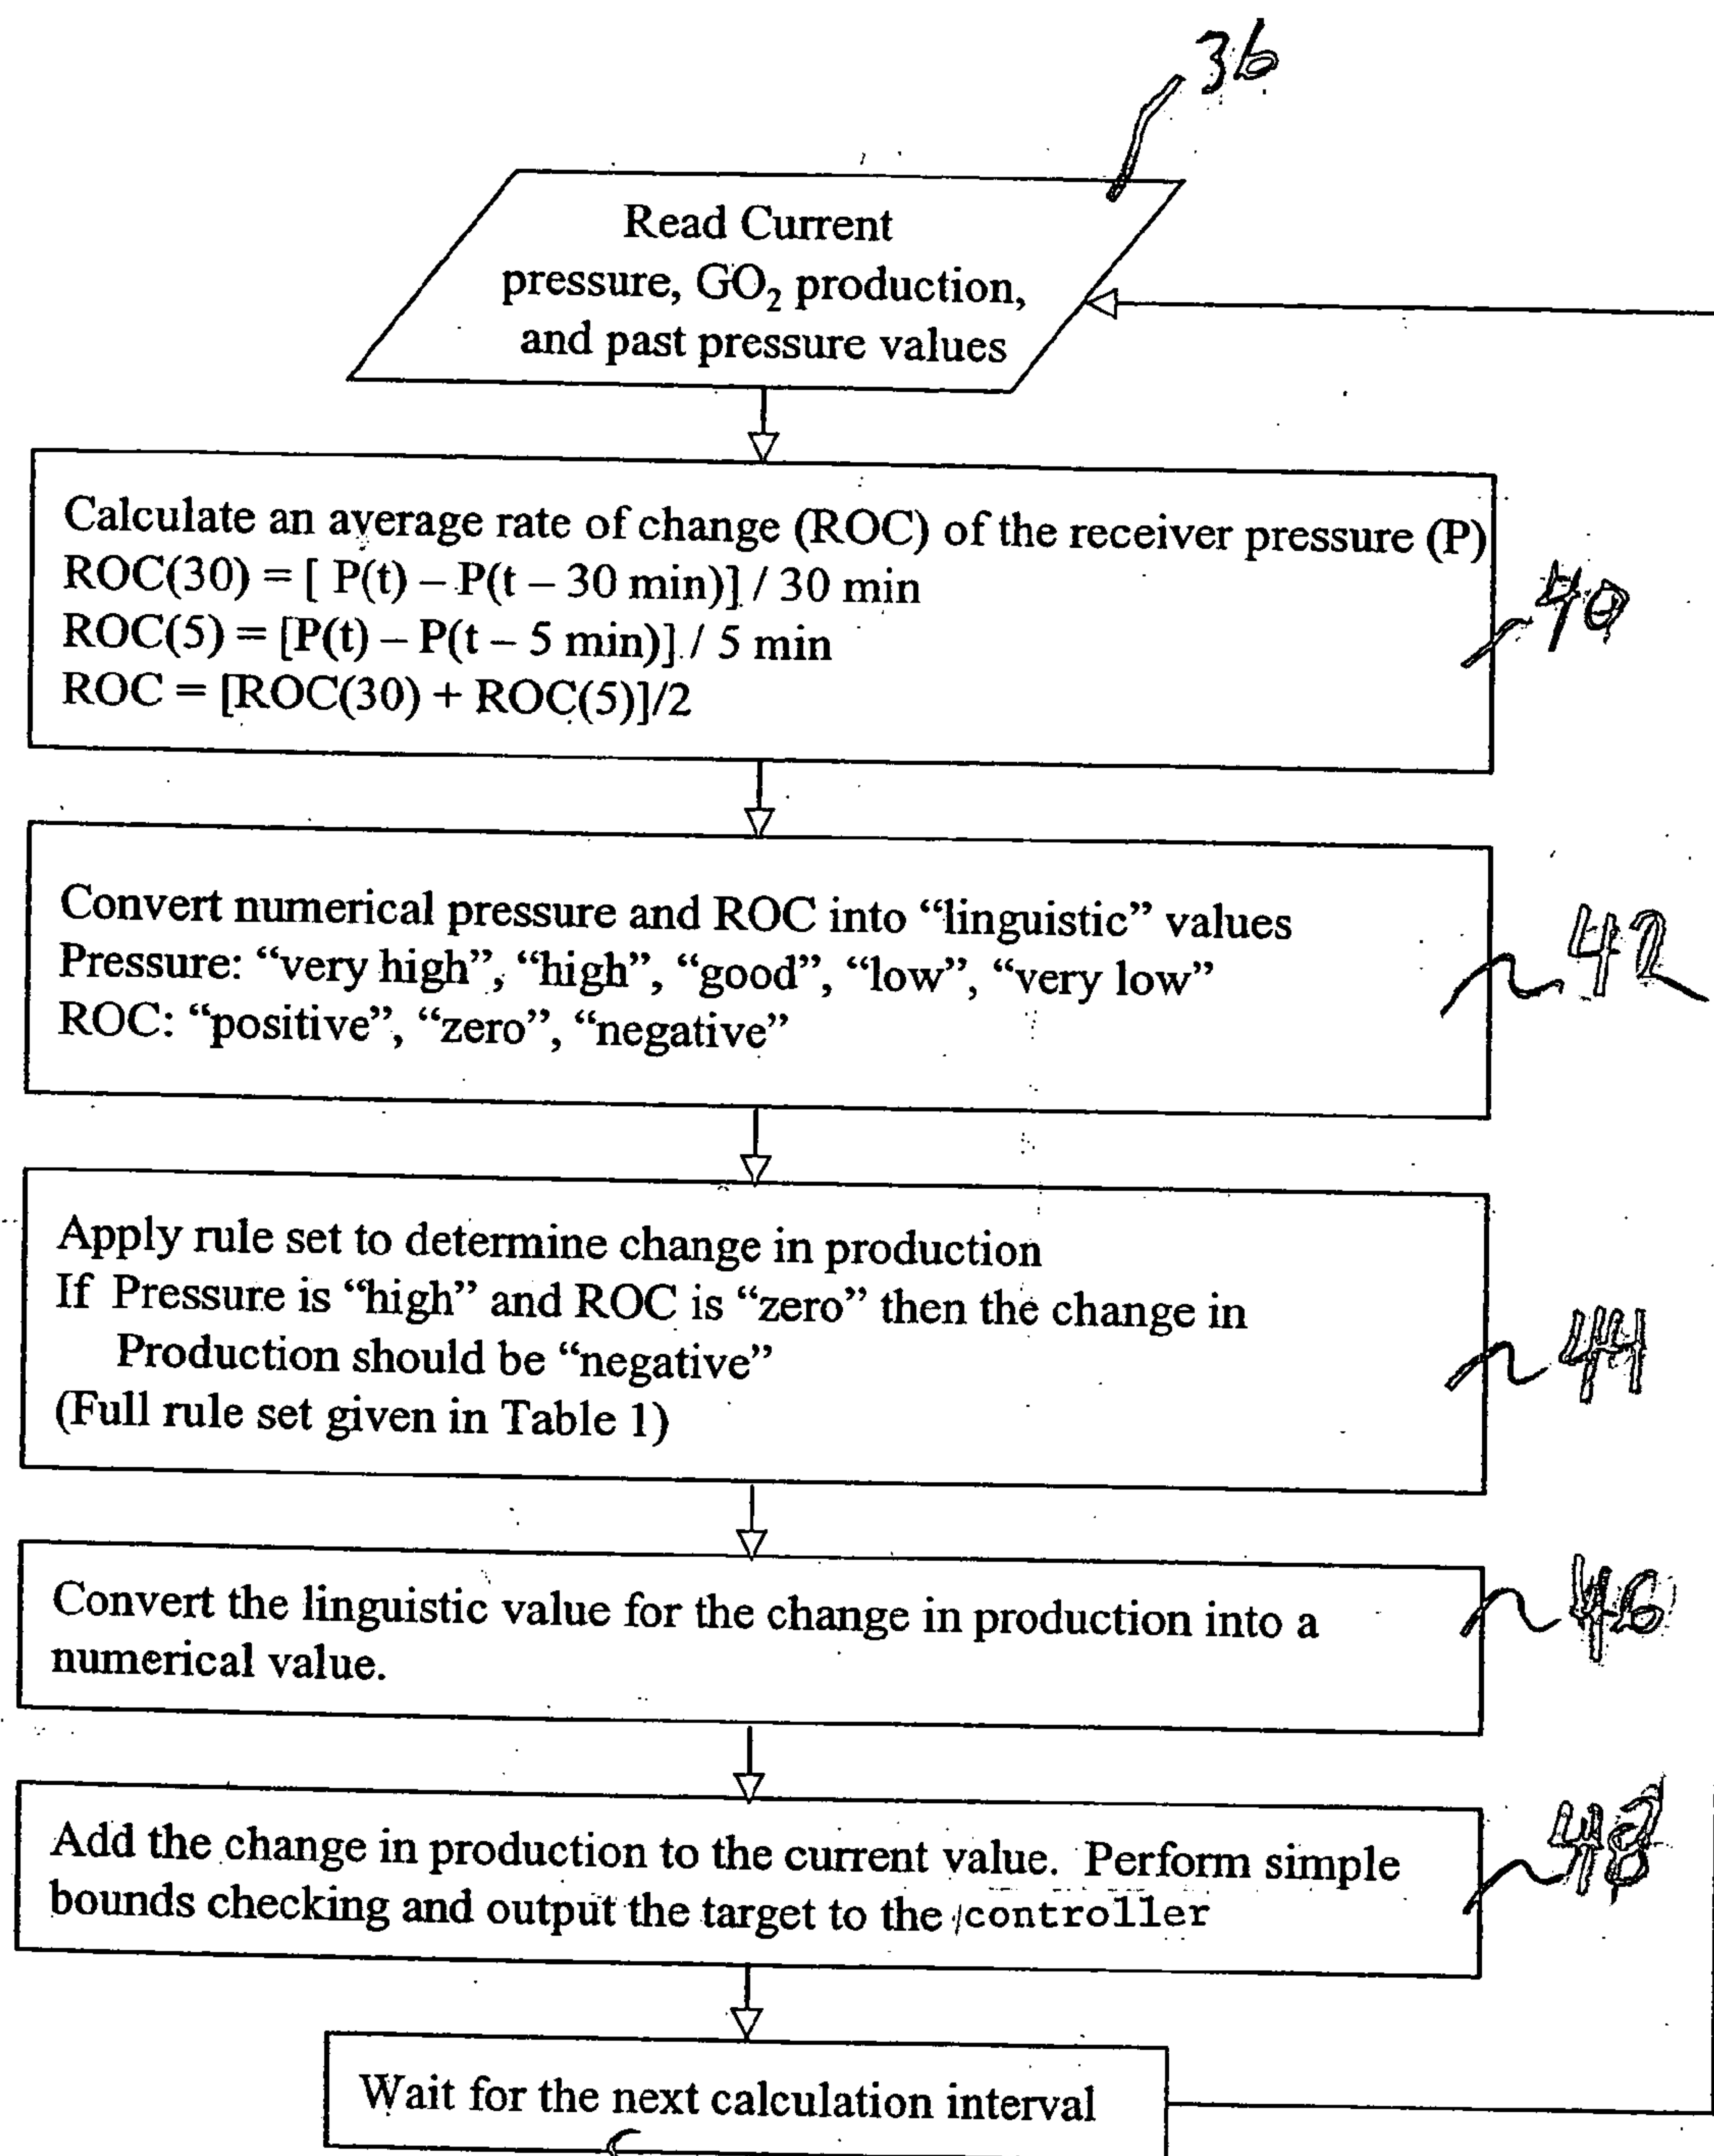 36
Read Current
pressure, GO₂ production,
and past pressure values
Calculate an average rate of change (ROC) of the receiver pressure (P)
ROC(30) = [ P(t) – P(t – 30 min)] / 30 min
ROC(5) = [P(t) – P(t – 5 min)] / 5 min
ROC = [ROC(30) + ROC(5)]/2
40
Convert numerical pressure and ROC into “linguistic” values
Pressure: “very high”, “high”, “good”, “low”, “very low”
ROC: “positive”, “zero”, “negative”
42
Apply rule set to determine change in production
If Pressure is “high” and ROC is “zero” then the change in
Production should be “negative”
(Full rule set given in Table 1)
44
Convert the linguistic value for the change in production into a
numerical value.
46
Add the change in production to the current value. Perform simple
bounds checking and output the target to the controller
48
Wait for the next calculation interval